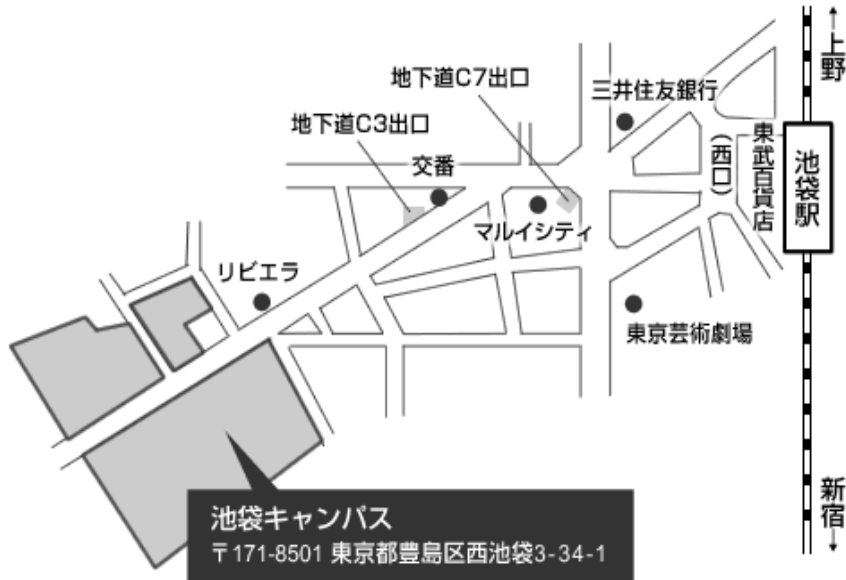 ↑上野
地下道C7出口
三井住友銀行
地下道C3出口
東武百貨店
(西口)
池袋駅
交番
マルイシティ
リビエラ
東京芸術劇場
新宿↓
池袋キャンパス
〒171-8501 東京都豊島区西池袋3-34-1